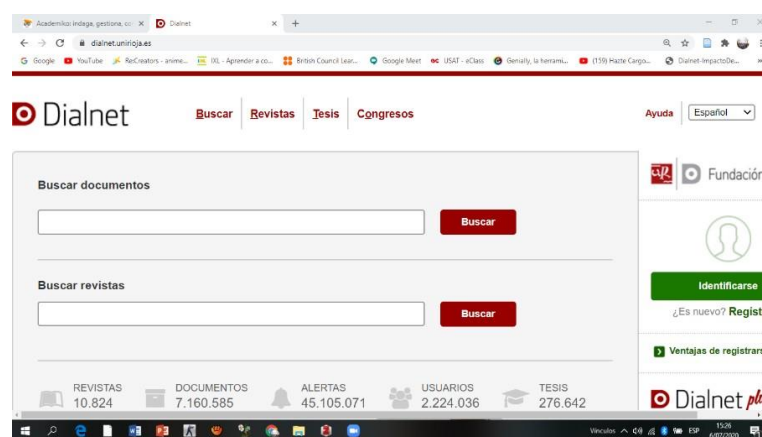 Academiko: indaga, gestiona, co
Dialnet
dialnet.unirioja.es
Google YouTube ReCreators - anime... IXL - Aprender a co... British Council Lear... Google Meet USAT - eClass Genially, la herrami... (159) Hazte Cargo... Dialnet-ImpactoDe...
Dialnet
Buscar Revistas Tesis Congresos
Ayuda Español
Fundación
Buscar documentos
Buscar
Identificarse
¿Es nuevo? Regist
Buscar revistas
Buscar
Ventajas de registrars
REVISTAS DOCUMENTOS ALERTAS USUARIOS TESIS
10.824 7.160.585 45.105.071 2.224.036 276.642
Dialnet plu
Vínculos ESP 15:26
6/07/2020